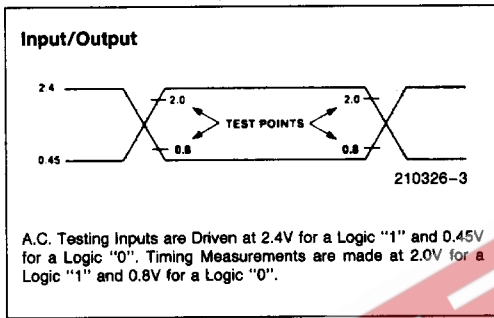 Input/Output
2.4
2.0
2.0
TEST POINTS
0.8
0.8
0.45
210326-3
A.C. Testing Inputs are Driven at 2.4V for a Logic "1" and 0.45V
for a Logic "0". Timing Measurements are made at 2.0V for a
Logic "1" and 0.8V for a Logic "0".